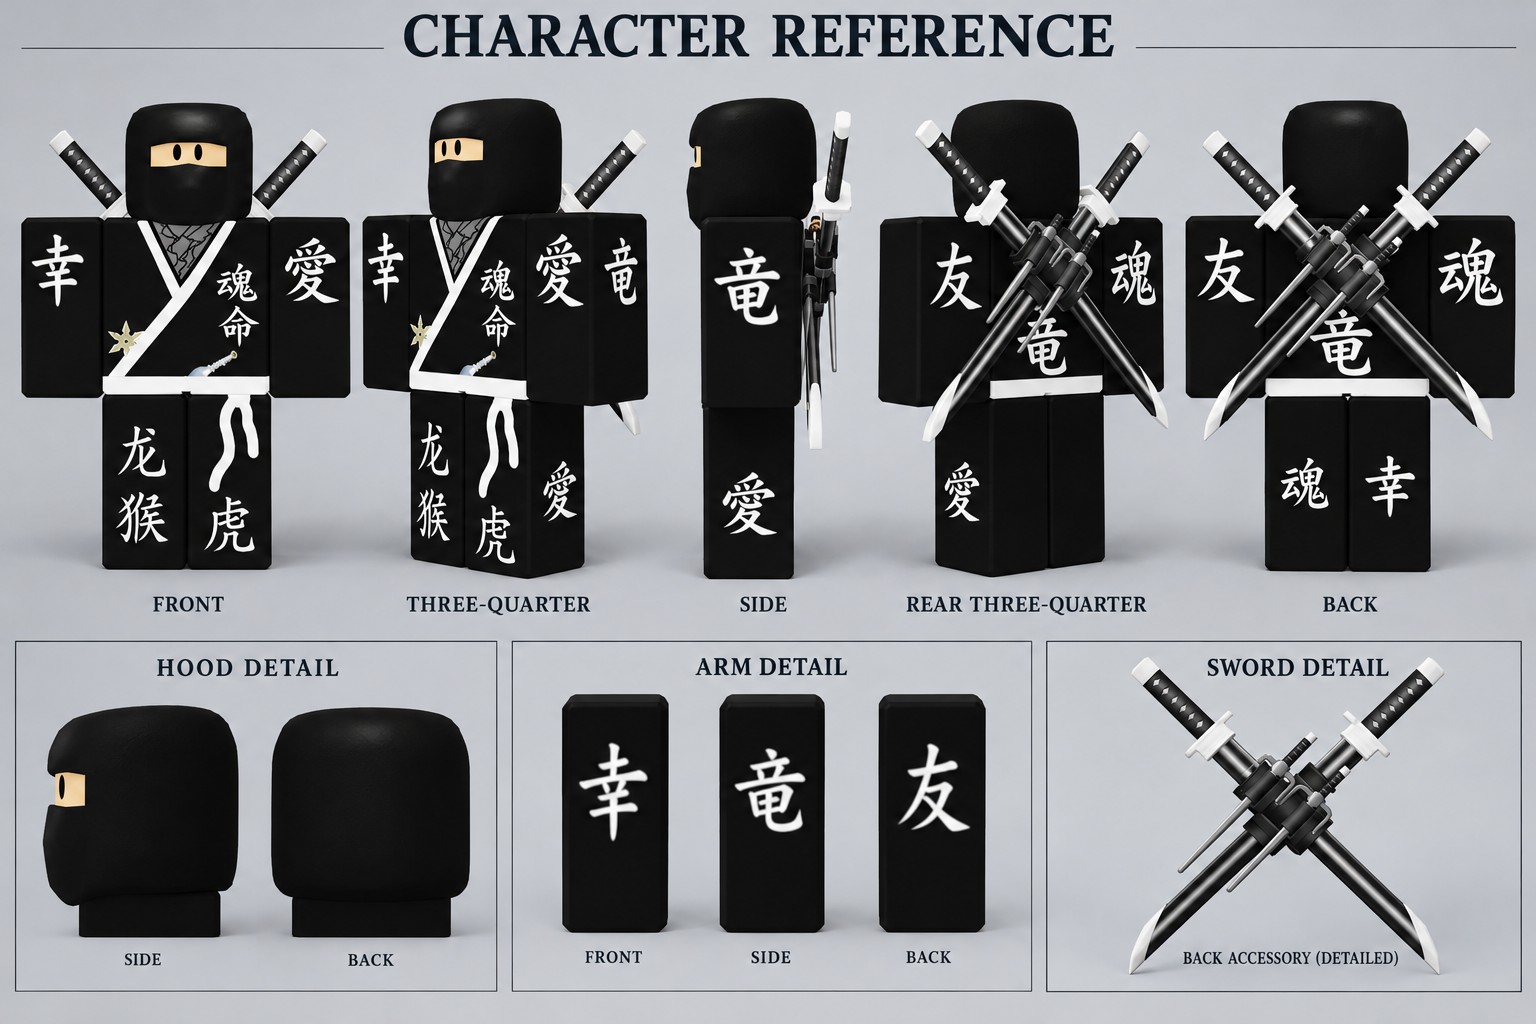 CHARACTER REFERENCE
幸
愛
魂
命
龙
猴
虎
幸
魂
命
愛
竜
龙
猴
虎
愛
竜
愛
友
魂
竜
愛
友
魂
竜
魂
幸
FRONT
THREE-QUARTER
SIDE
REAR THREE-QUARTER
BACK
HOOD DETAIL
SIDE
BACK
ARM DETAIL
幸
竜
友
FRONT
SIDE
BACK
SWORD DETAIL
BACK ACCESSORY (DETAILED)